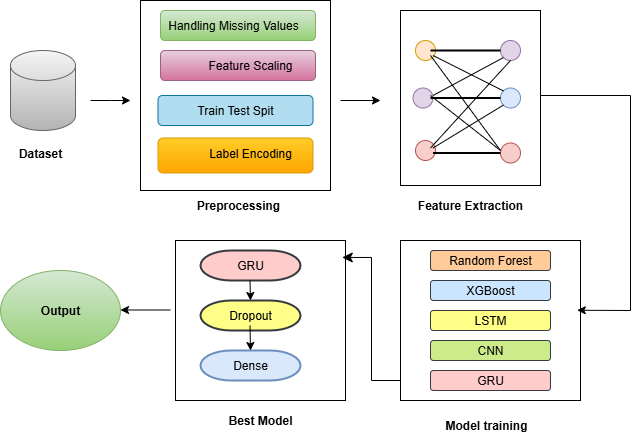 Handling Missing Values
Feature Scaling
Train Test Spit
Label Encoding
Dataset
Preprocessing
Feature Extraction
GRU
Dropout
Dense
Best Model
Random Forest
XGBoost
LSTM
CNN
GRU
Model training
Output